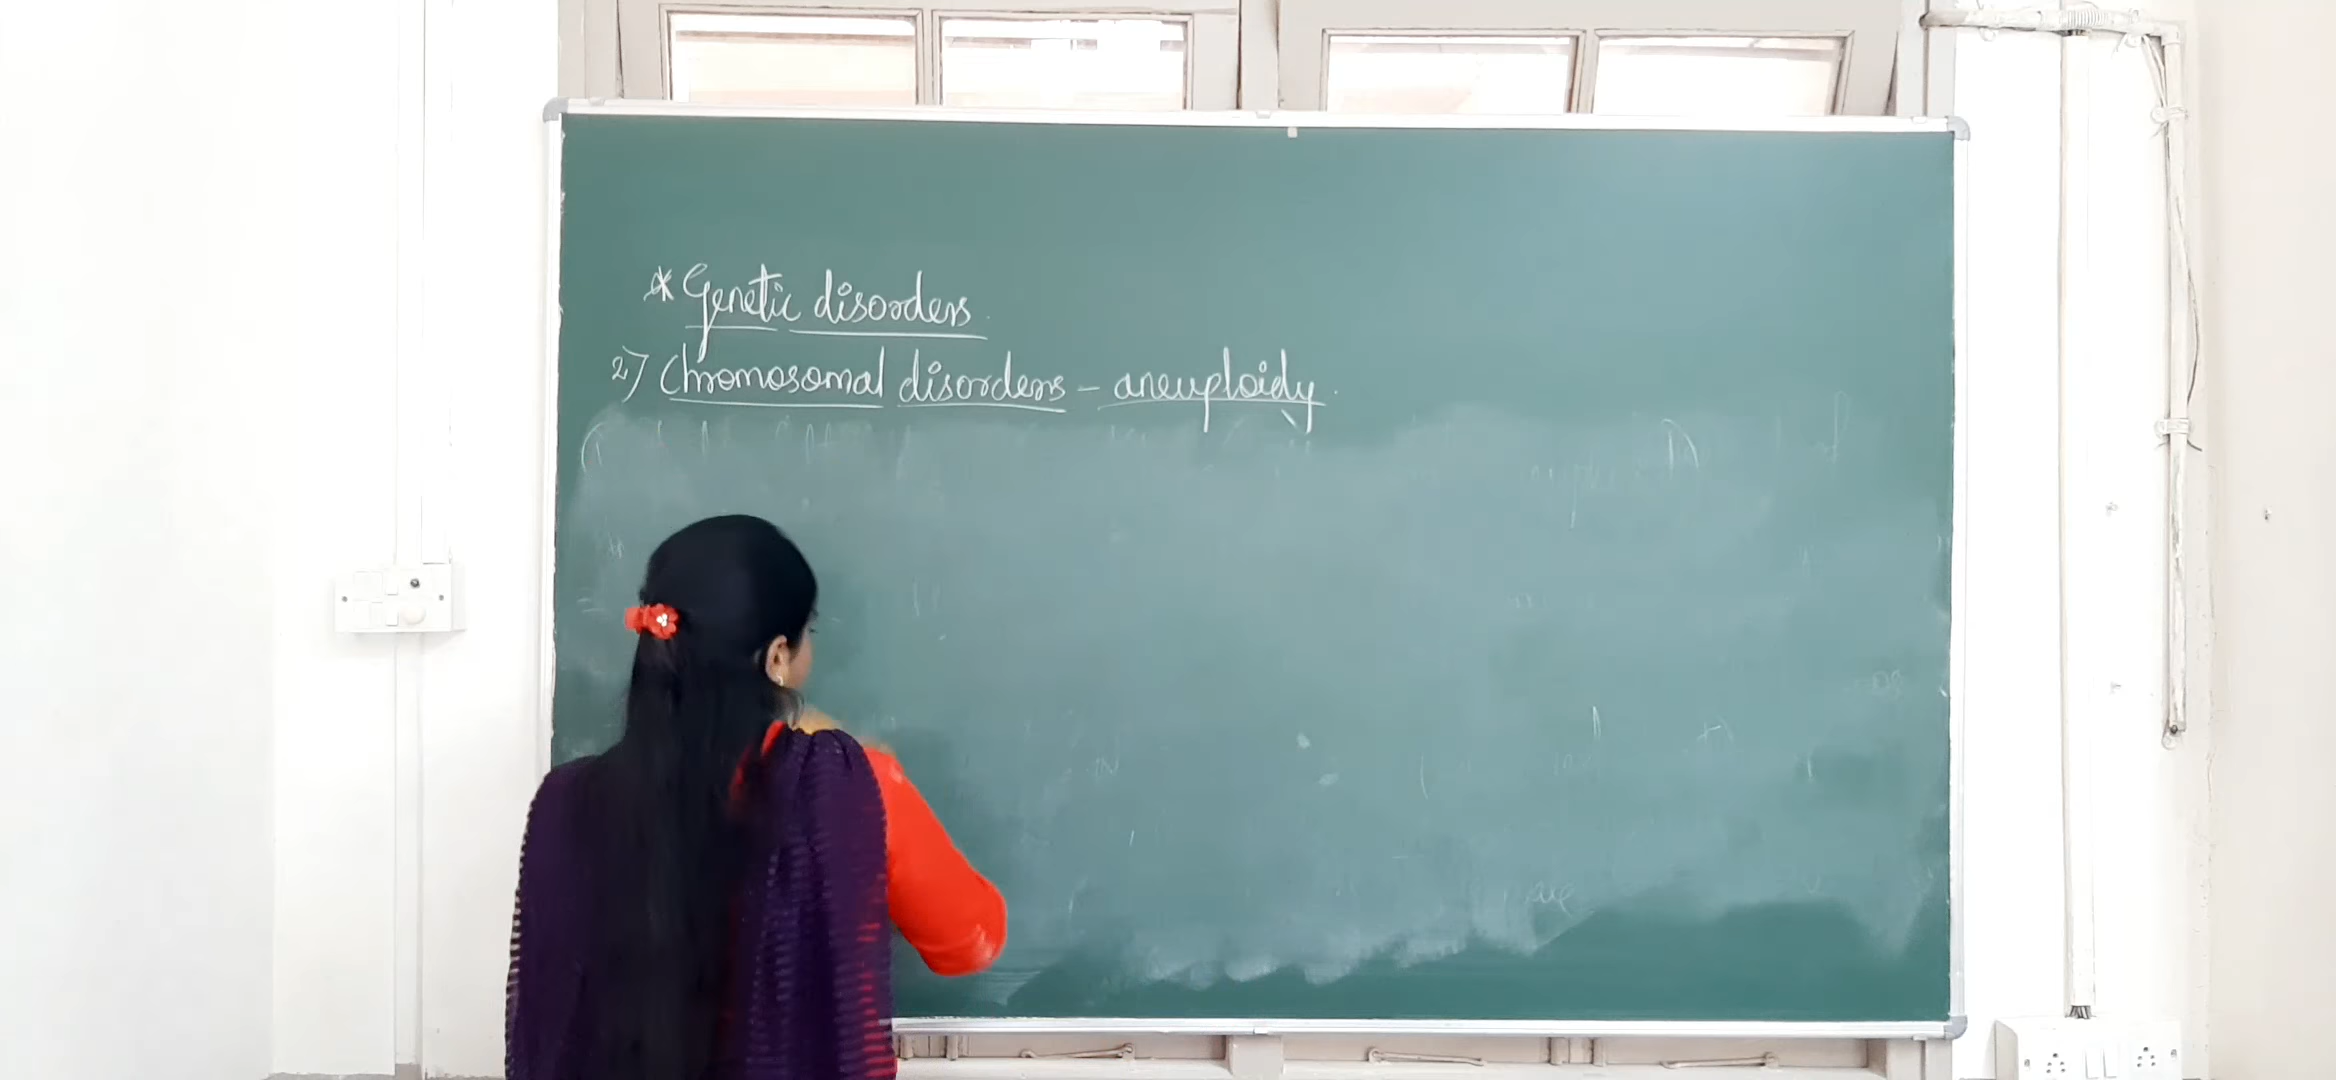 * Genetic disorders.
2) Chromosomal disorders - aneuploidy.